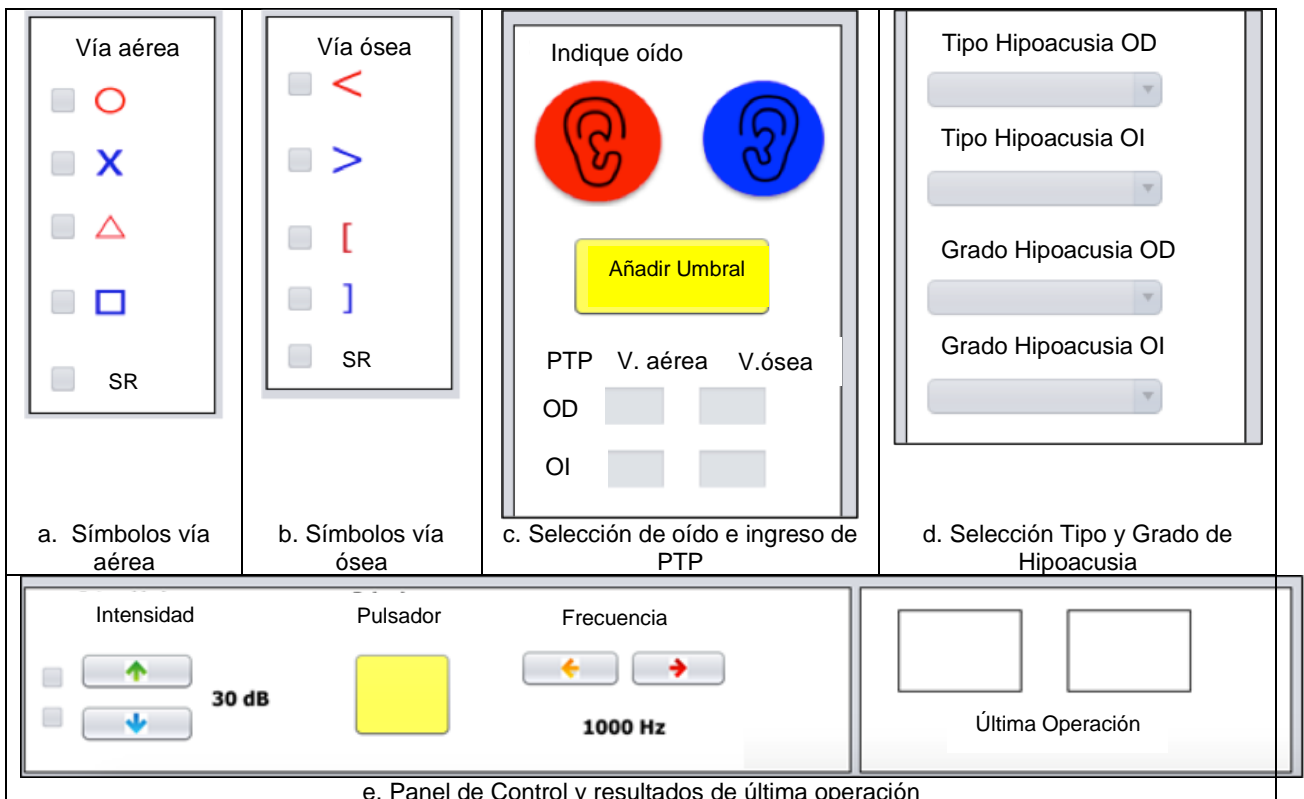 Vía aérea
O
X
△
□
SR
a. Símbolos vía
aérea
Vía ósea
<
>
[
]
SR
b. Símbolos vía
ósea
Indique oído
Añadir Umbral
PTP V. aérea V.ósea
OD
OI
c. Selección de oído e ingreso de
PTP
Tipo Hipoacusia OD
Tipo Hipoacusia OI
Grado Hipoacusia OD
Grado Hipoacusia OI
d. Selección Tipo y Grado de
Hipoacusia
Intensidad
30 dB
Pulsador
Frecuencia
1000 Hz
Última Operación
e. Panel de Control y resultados de última operación